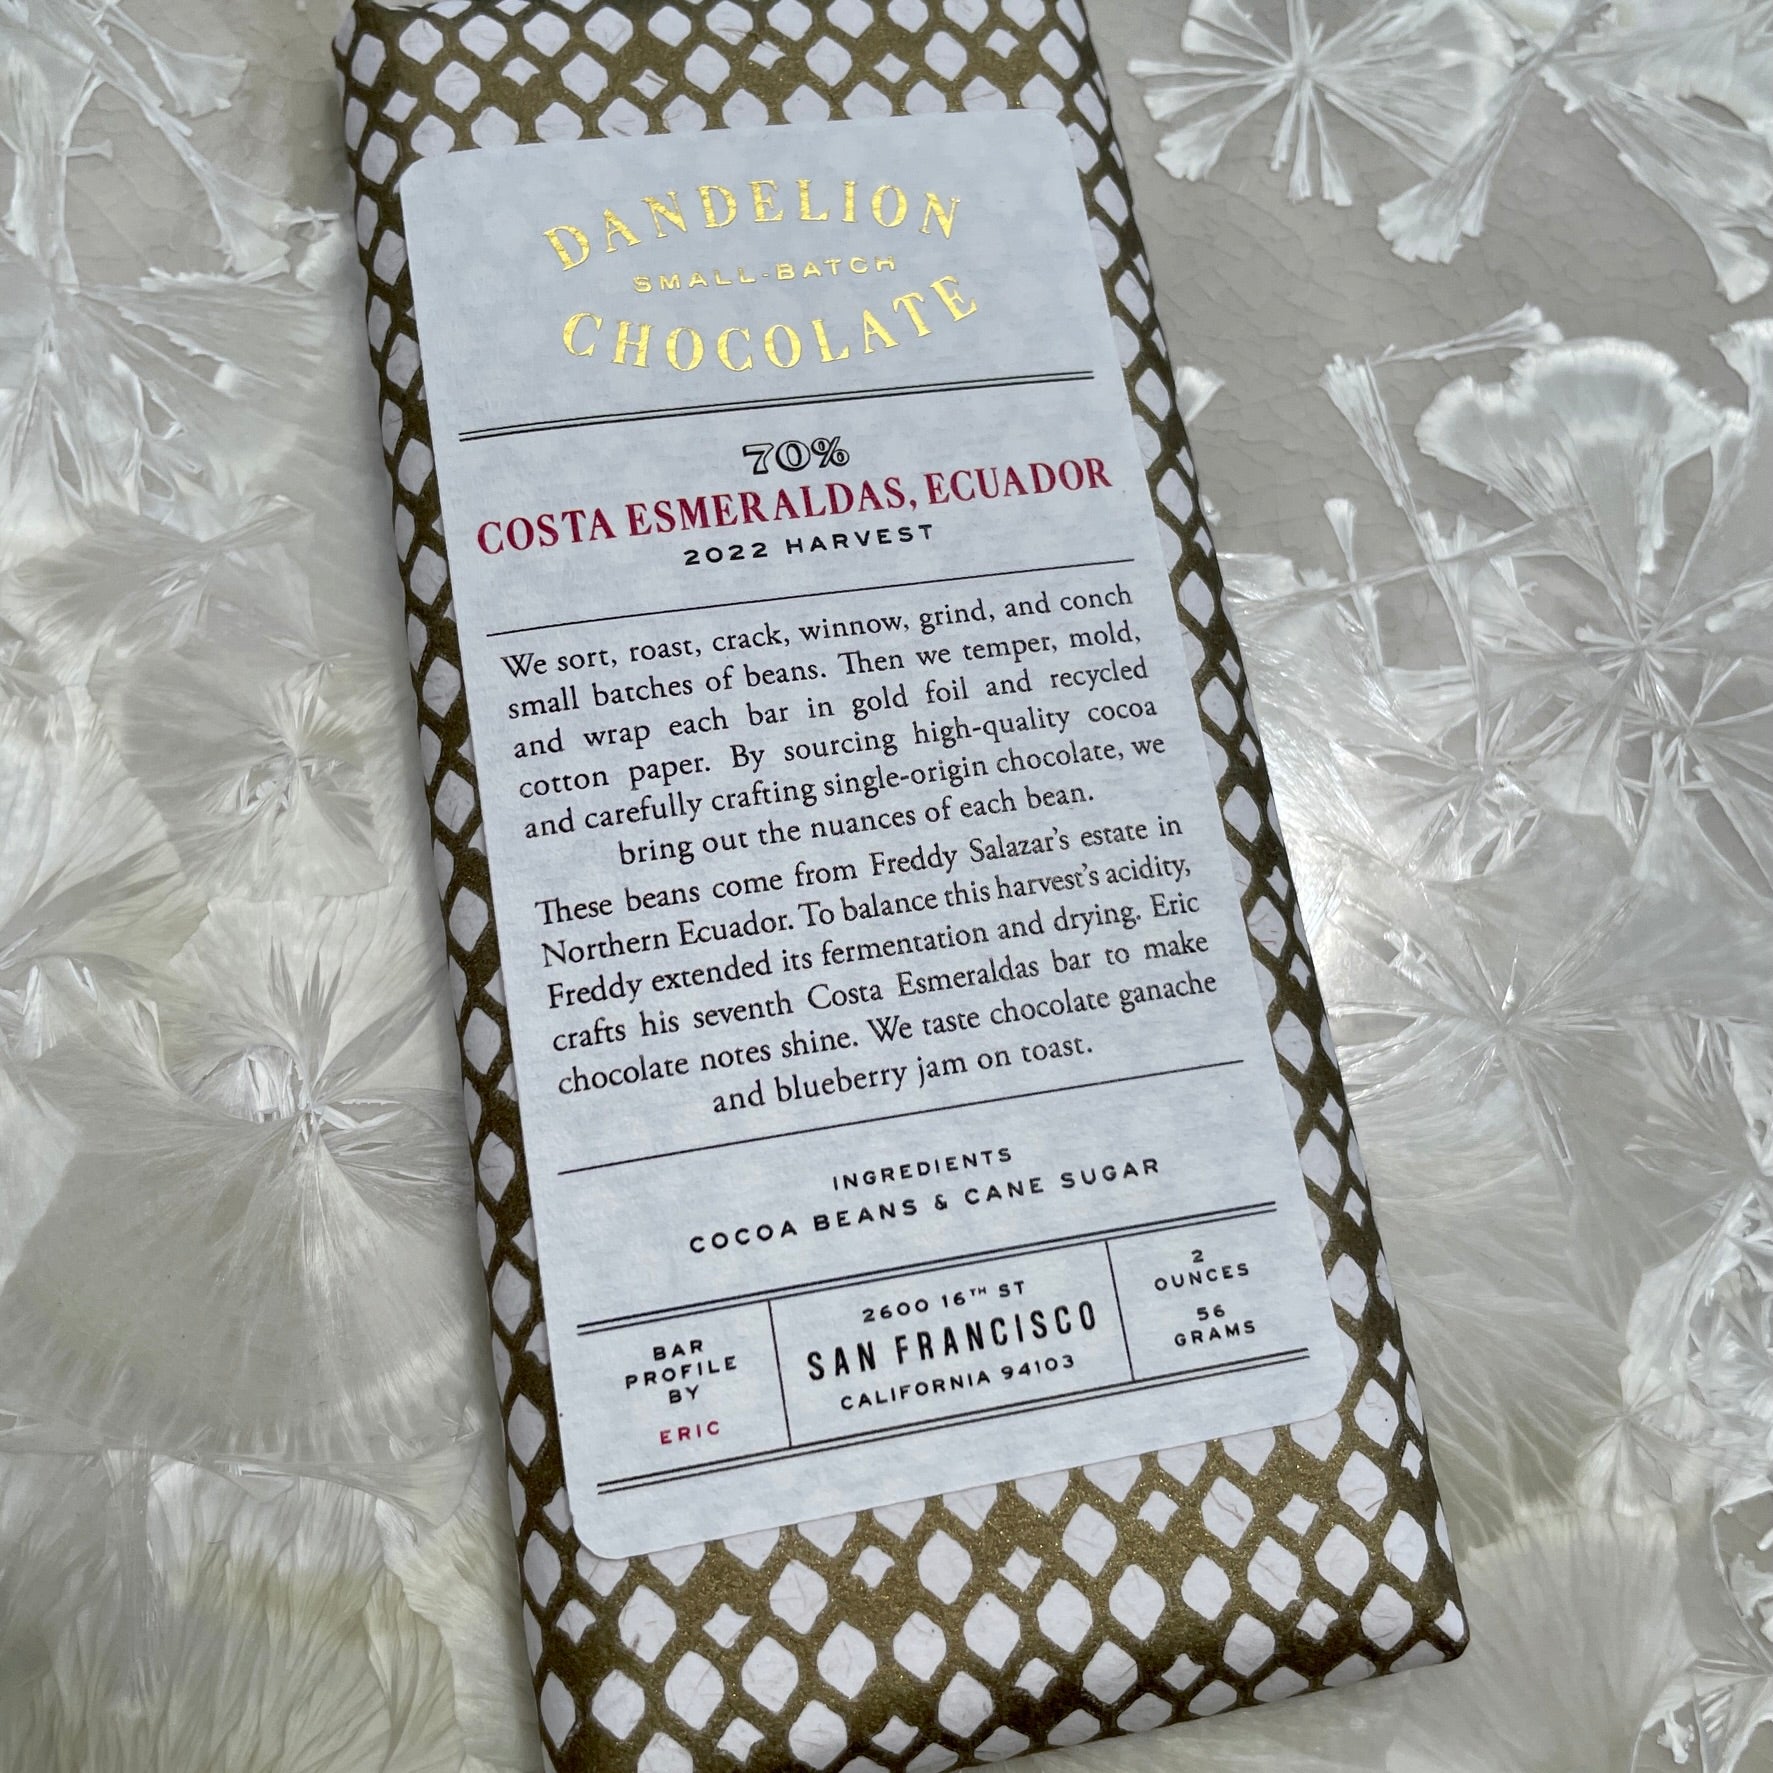 DANDELION
SMALL-BATCH
CHOCOLATE
70%
COSTA ESMERALDAS, ECUADOR
2022 HARVEST
We sort, roast, crack, winnow, grind, and conch
small batches of beans. Then we temper, mold,
and wrap each bar in gold foil and recycled
cotton paper. By sourcing high-quality cocoa
and carefully crafting single-origin chocolate, we
bring out the nuances of each bean.
These beans come from Freddy Salazar's estate in
Northern Ecuador. To balance this harvest's acidity,
Freddy extended its fermentation and drying. Eric
crafts his seventh Costa Esmeraldas bar to make
chocolate notes shine. We taste chocolate ganache
and blueberry jam on toast.
INGREDIENTS
COCOA BEANS & CANE SUGAR
BAR
PROFILE
BY
ERIC
2600 16TH ST
SAN FRANCISCO
CALIFORNIA 94103
2
OUNCES
56
GRAMS